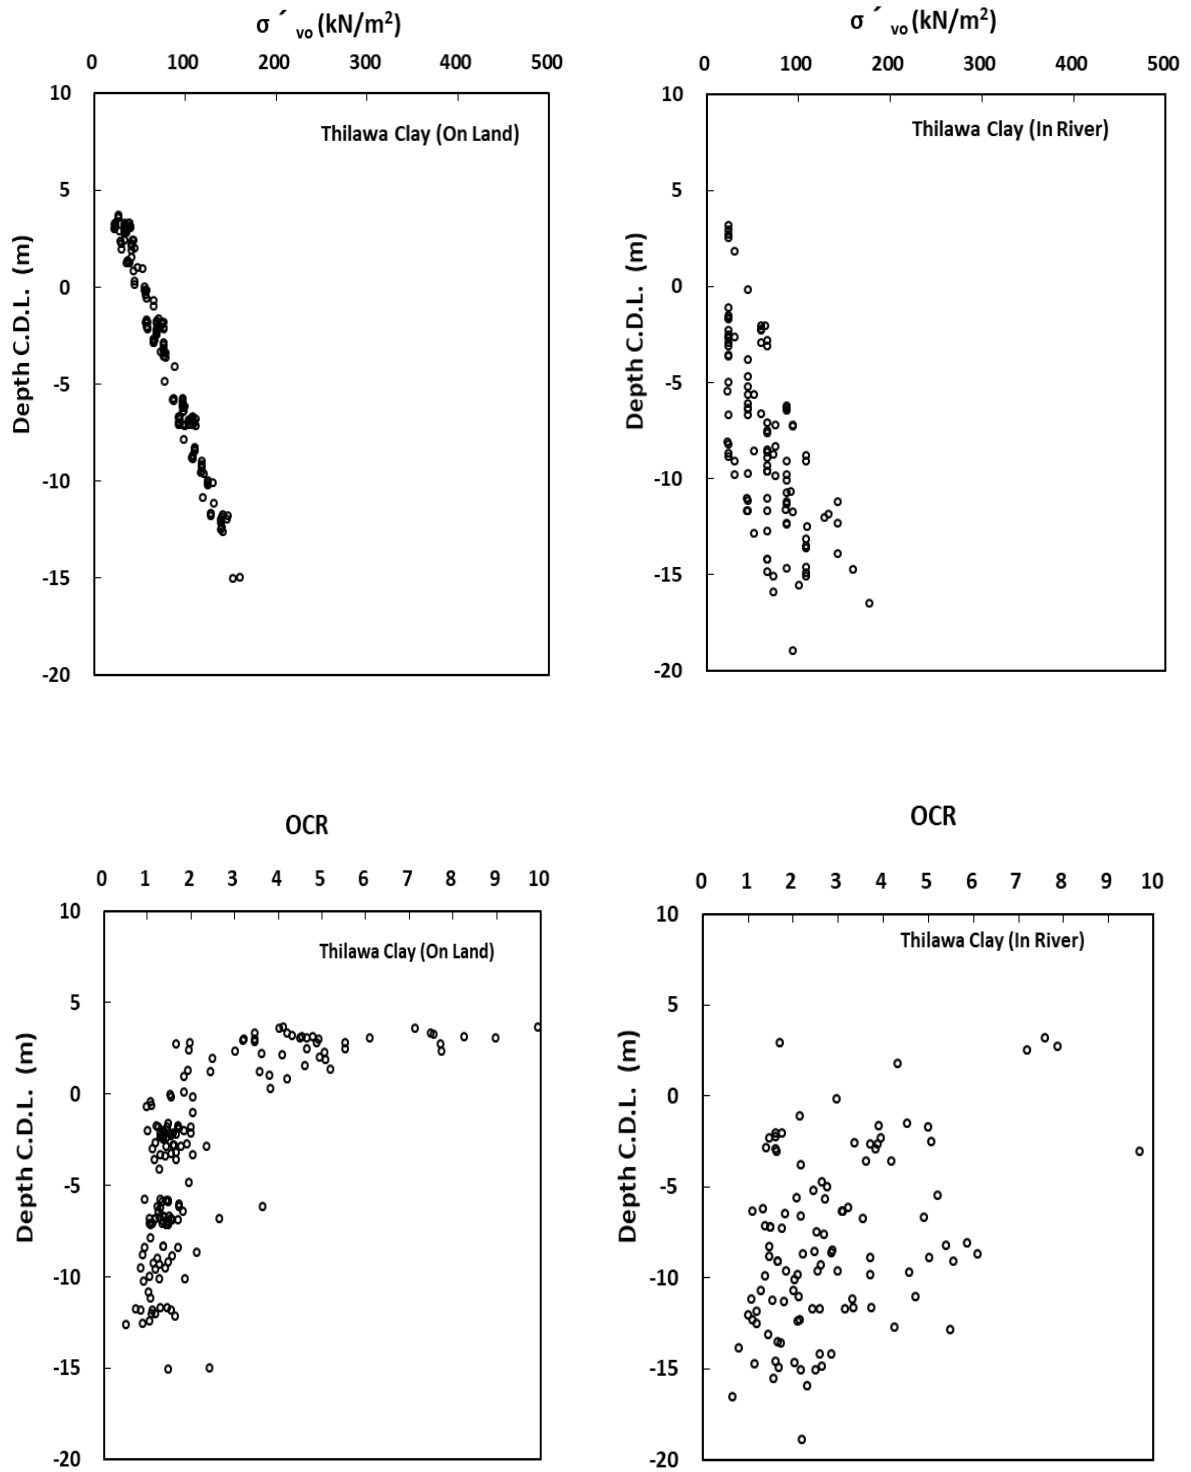 σ ´ vo (kN/m²)
0 100 200 300 400 500
10
Thilawa Clay (On Land)
5
0
-5
-10
-15
-20
Depth C.D.L. (m)
σ ´ vo (kN/m²)
0 100 200 300 400 500
10
Thilawa Clay (In River)
5
0
-5
-10
-15
-20
Depth C.D.L. (m)
OCR
0 1 2 3 4 5 6 7 8 9 10
10
Thilawa Clay (On Land)
5
0
-5
-10
-15
-20
Depth C.D.L. (m)
OCR
0 1 2 3 4 5 6 7 8 9 10
10
Thilawa Clay (In River)
5
0
-5
-10
-15
-20
Depth C.D.L. (m)